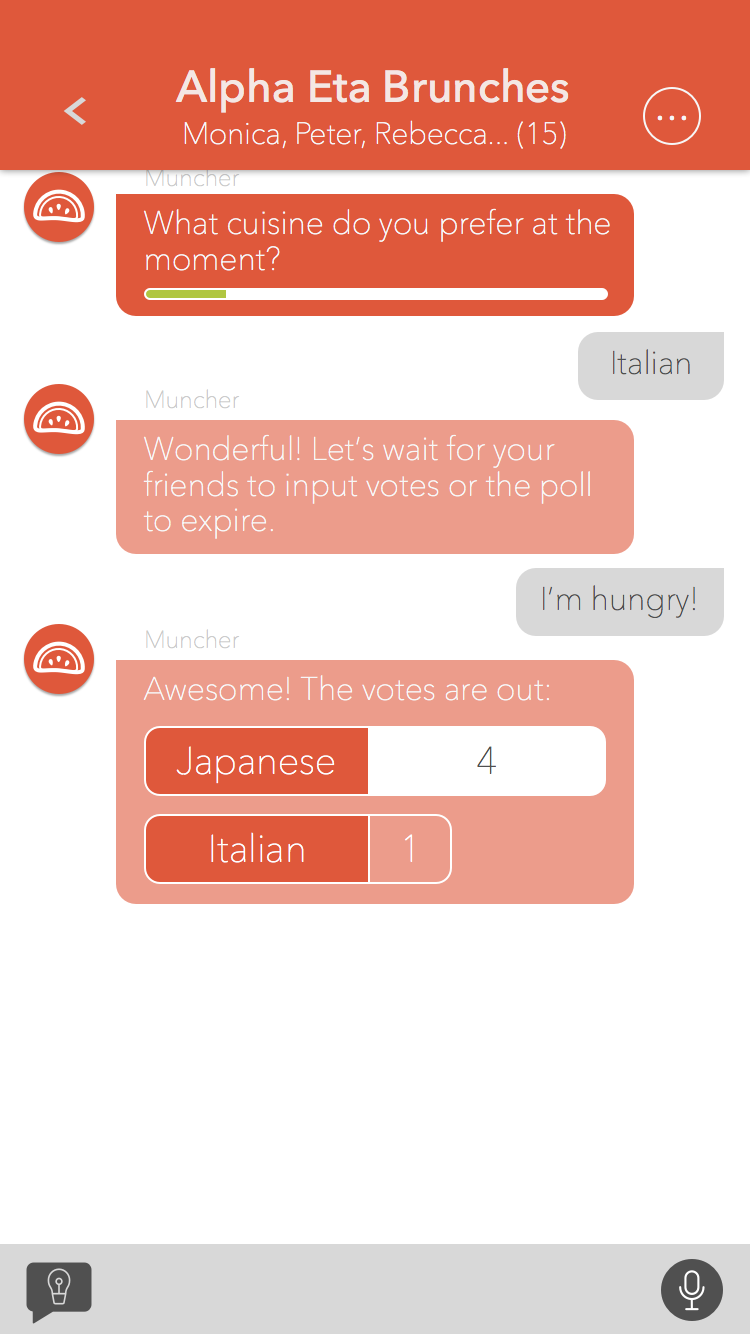 Alpha Eta Brunches
Monica, Peter, Rebecca... (15)
Muncher
What cuisine do you prefer at the
moment?
Italian
Muncher
Wonderful! Let’s wait for your
friends to input votes or the poll
to expire.
I’m hungry!
Muncher
Awesome! The votes are out:
Japanese 4
Italian 1